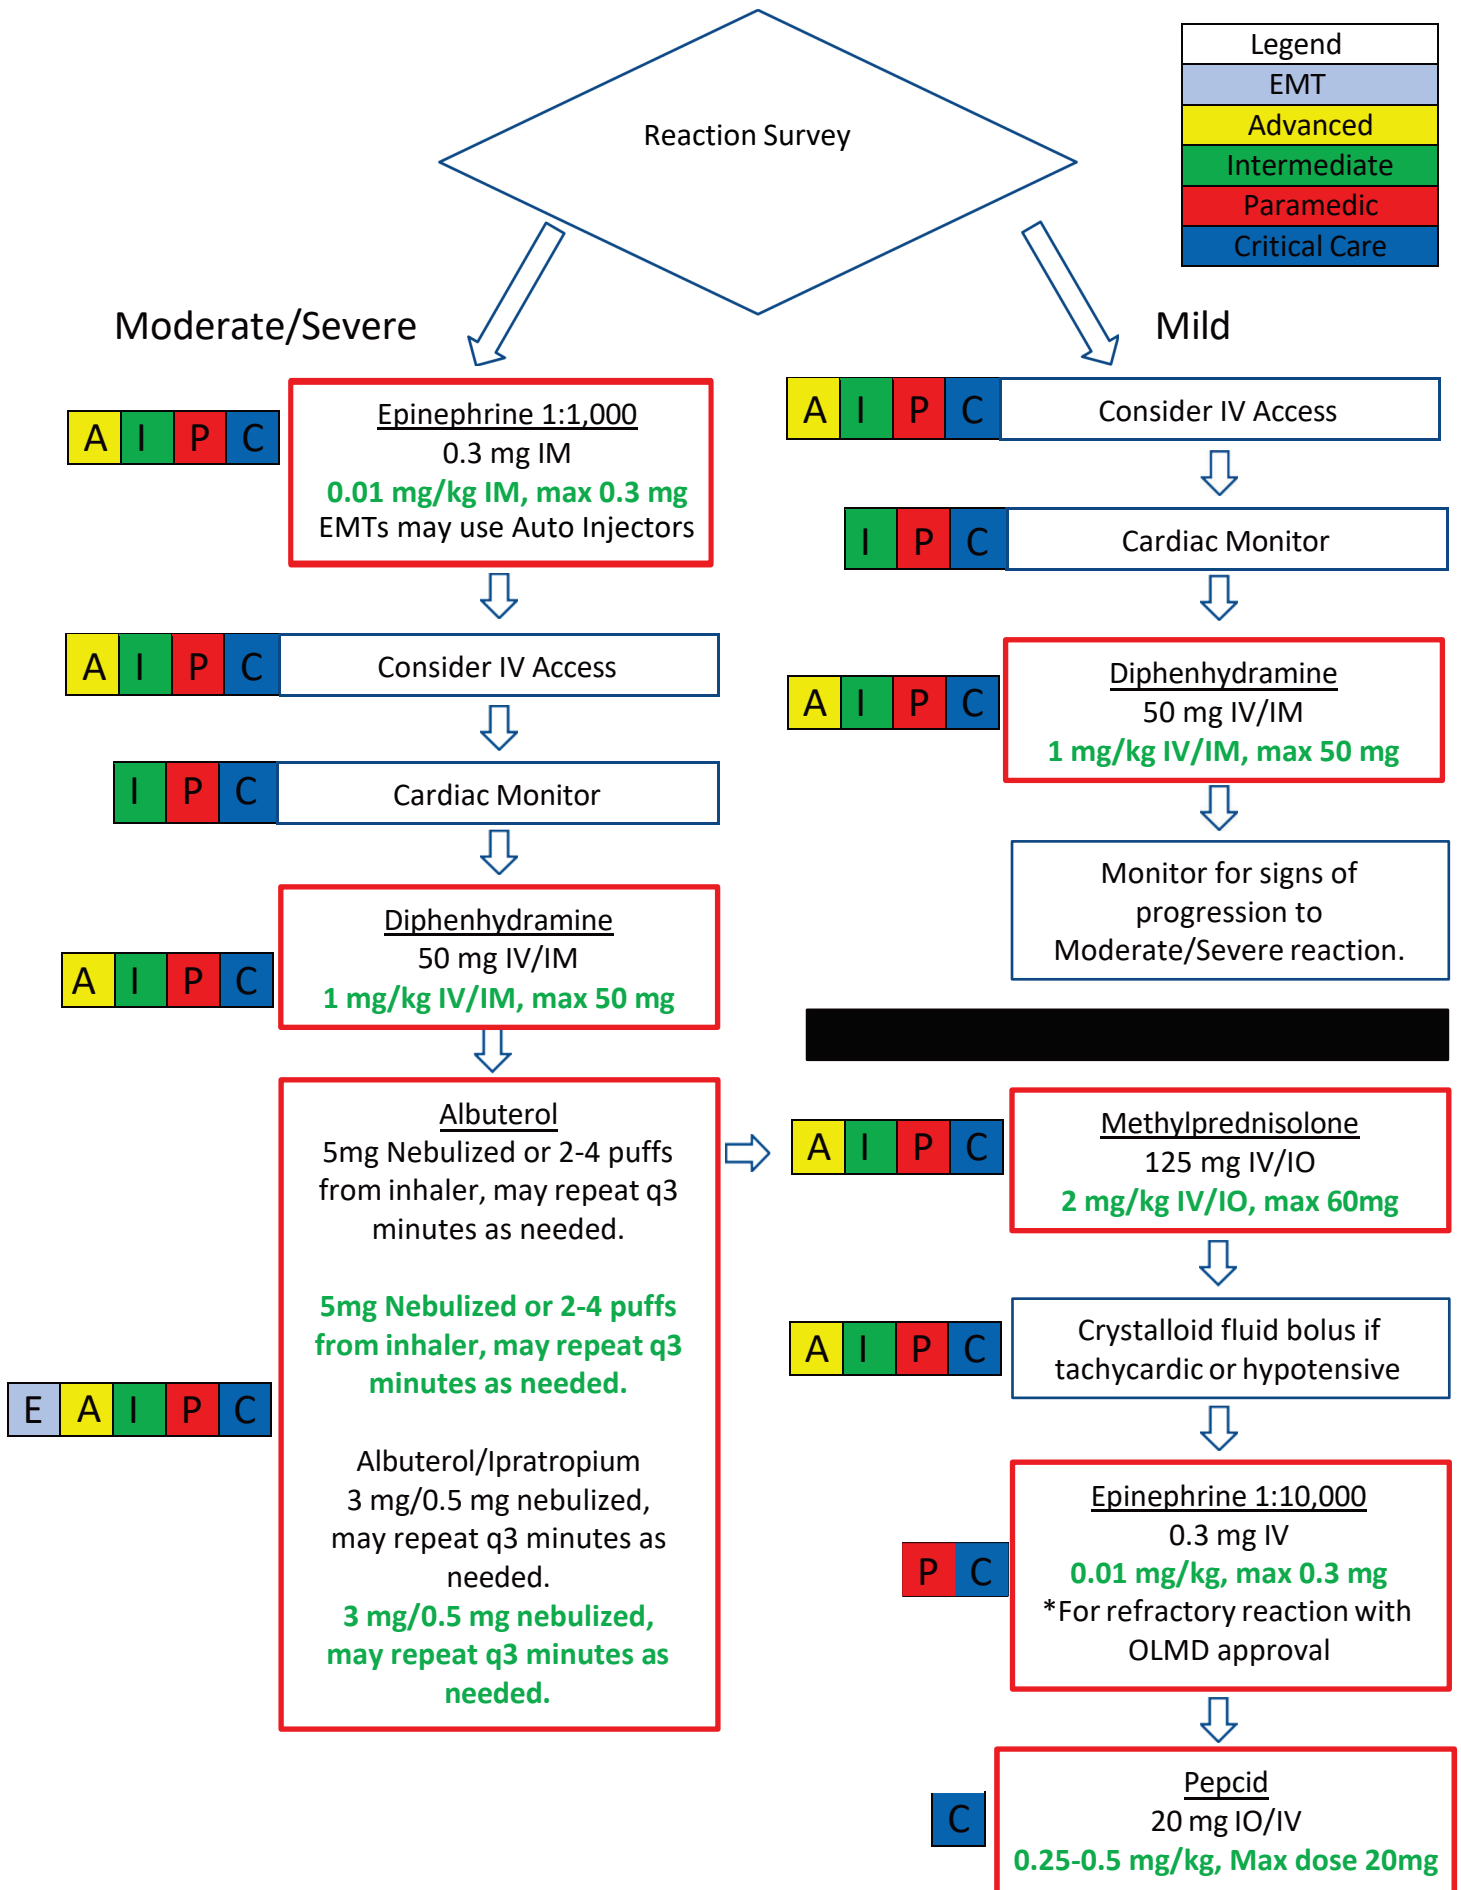 Reaction Survey
Legend
EMT
Advanced
Intermediate
Paramedic
Critical Care
Moderate/Severe
A I P C
Epinephrine 1:1,000
0.3 mg IM
0.01 mg/kg IM, max 0.3 mg
EMTs may use Auto Injectors
A I P C
Consider IV Access
I P C
Cardiac Monitor
A I P C
Diphenhydramine
50 mg IV/IM
1 mg/kg IV/IM, max 50 mg
E A I P C
Albuterol
5mg Nebulized or 2-4 puffs
from inhaler, may repeat q3
minutes as needed.
5mg Nebulized or 2-4 puffs
from inhaler, may repeat q3
minutes as needed.
Albuterol/Ipratropium
3 mg/0.5 mg nebulized,
may repeat q3 minutes as
needed.
3 mg/0.5 mg nebulized,
may repeat q3 minutes as
needed.
Mild
A I P C
Consider IV Access
I P C
Cardiac Monitor
A I P C
Diphenhydramine
50 mg IV/IM
1 mg/kg IV/IM, max 50 mg
Monitor for signs of
progression to
Moderate/Severe reaction.
A I P C
Methylprednisolone
125 mg IV/IO
2 mg/kg IV/IO, max 60mg
A I P C
Crystalloid fluid bolus if
tachycardic or hypotensive
P C
Epinephrine 1:10,000
0.3 mg IV
0.01 mg/kg, max 0.3 mg
*For refractory reaction with
OLMD approval
C
Pepcid
20 mg IO/IV
0.25-0.5 mg/kg, Max dose 20mg